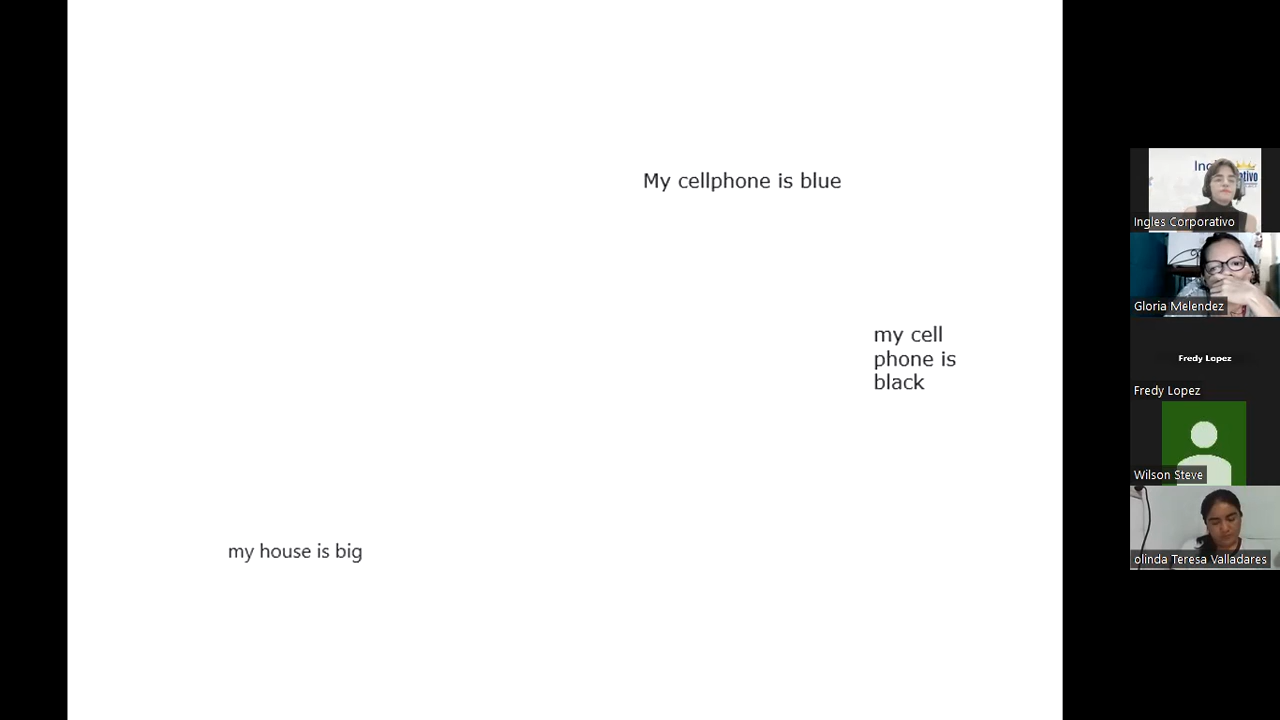 My cellphone is blue
my cell
phone is
black
my house is big
Ingles Corporativo
Gloria Melendez
Fredy Lopez
Fredy Lopez
Wilson Steve
olinda Teresa Valladares